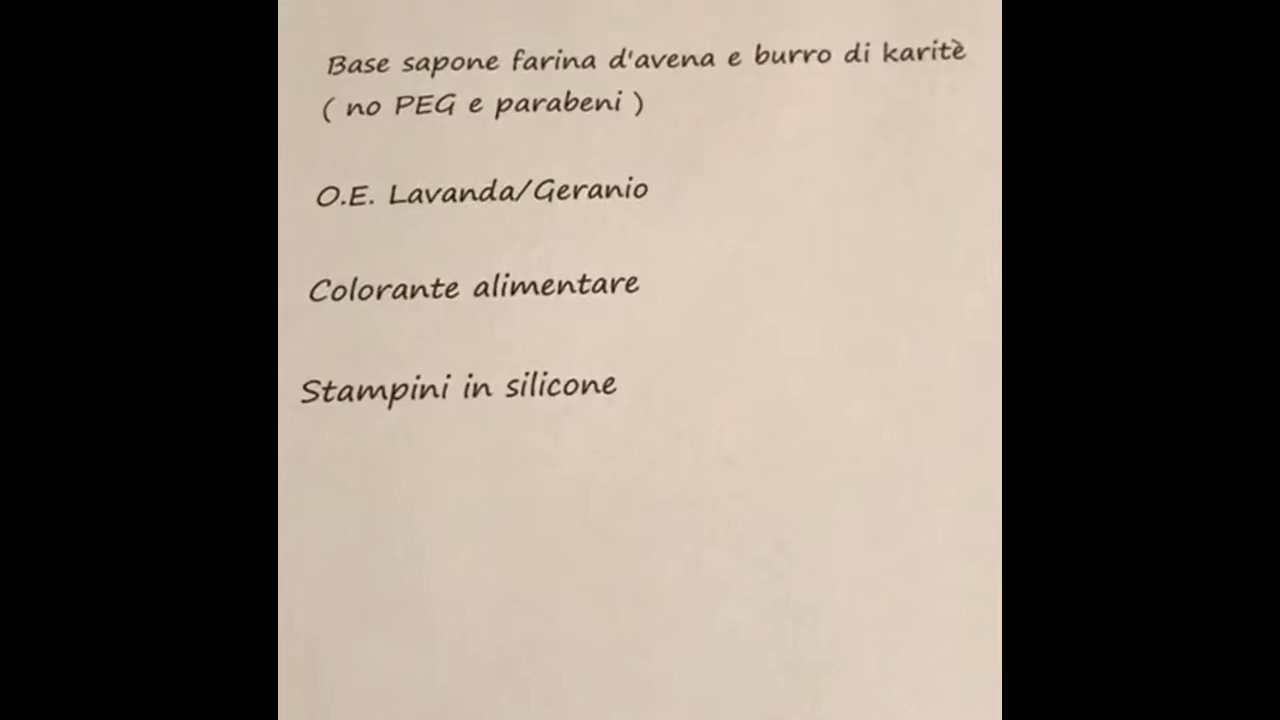 Base sapone farina d'avena e burro di karitè
( no PEG e parabeni )
O.E. Lavanda/Geranio
Colorante alimentare
Stampini in silicone